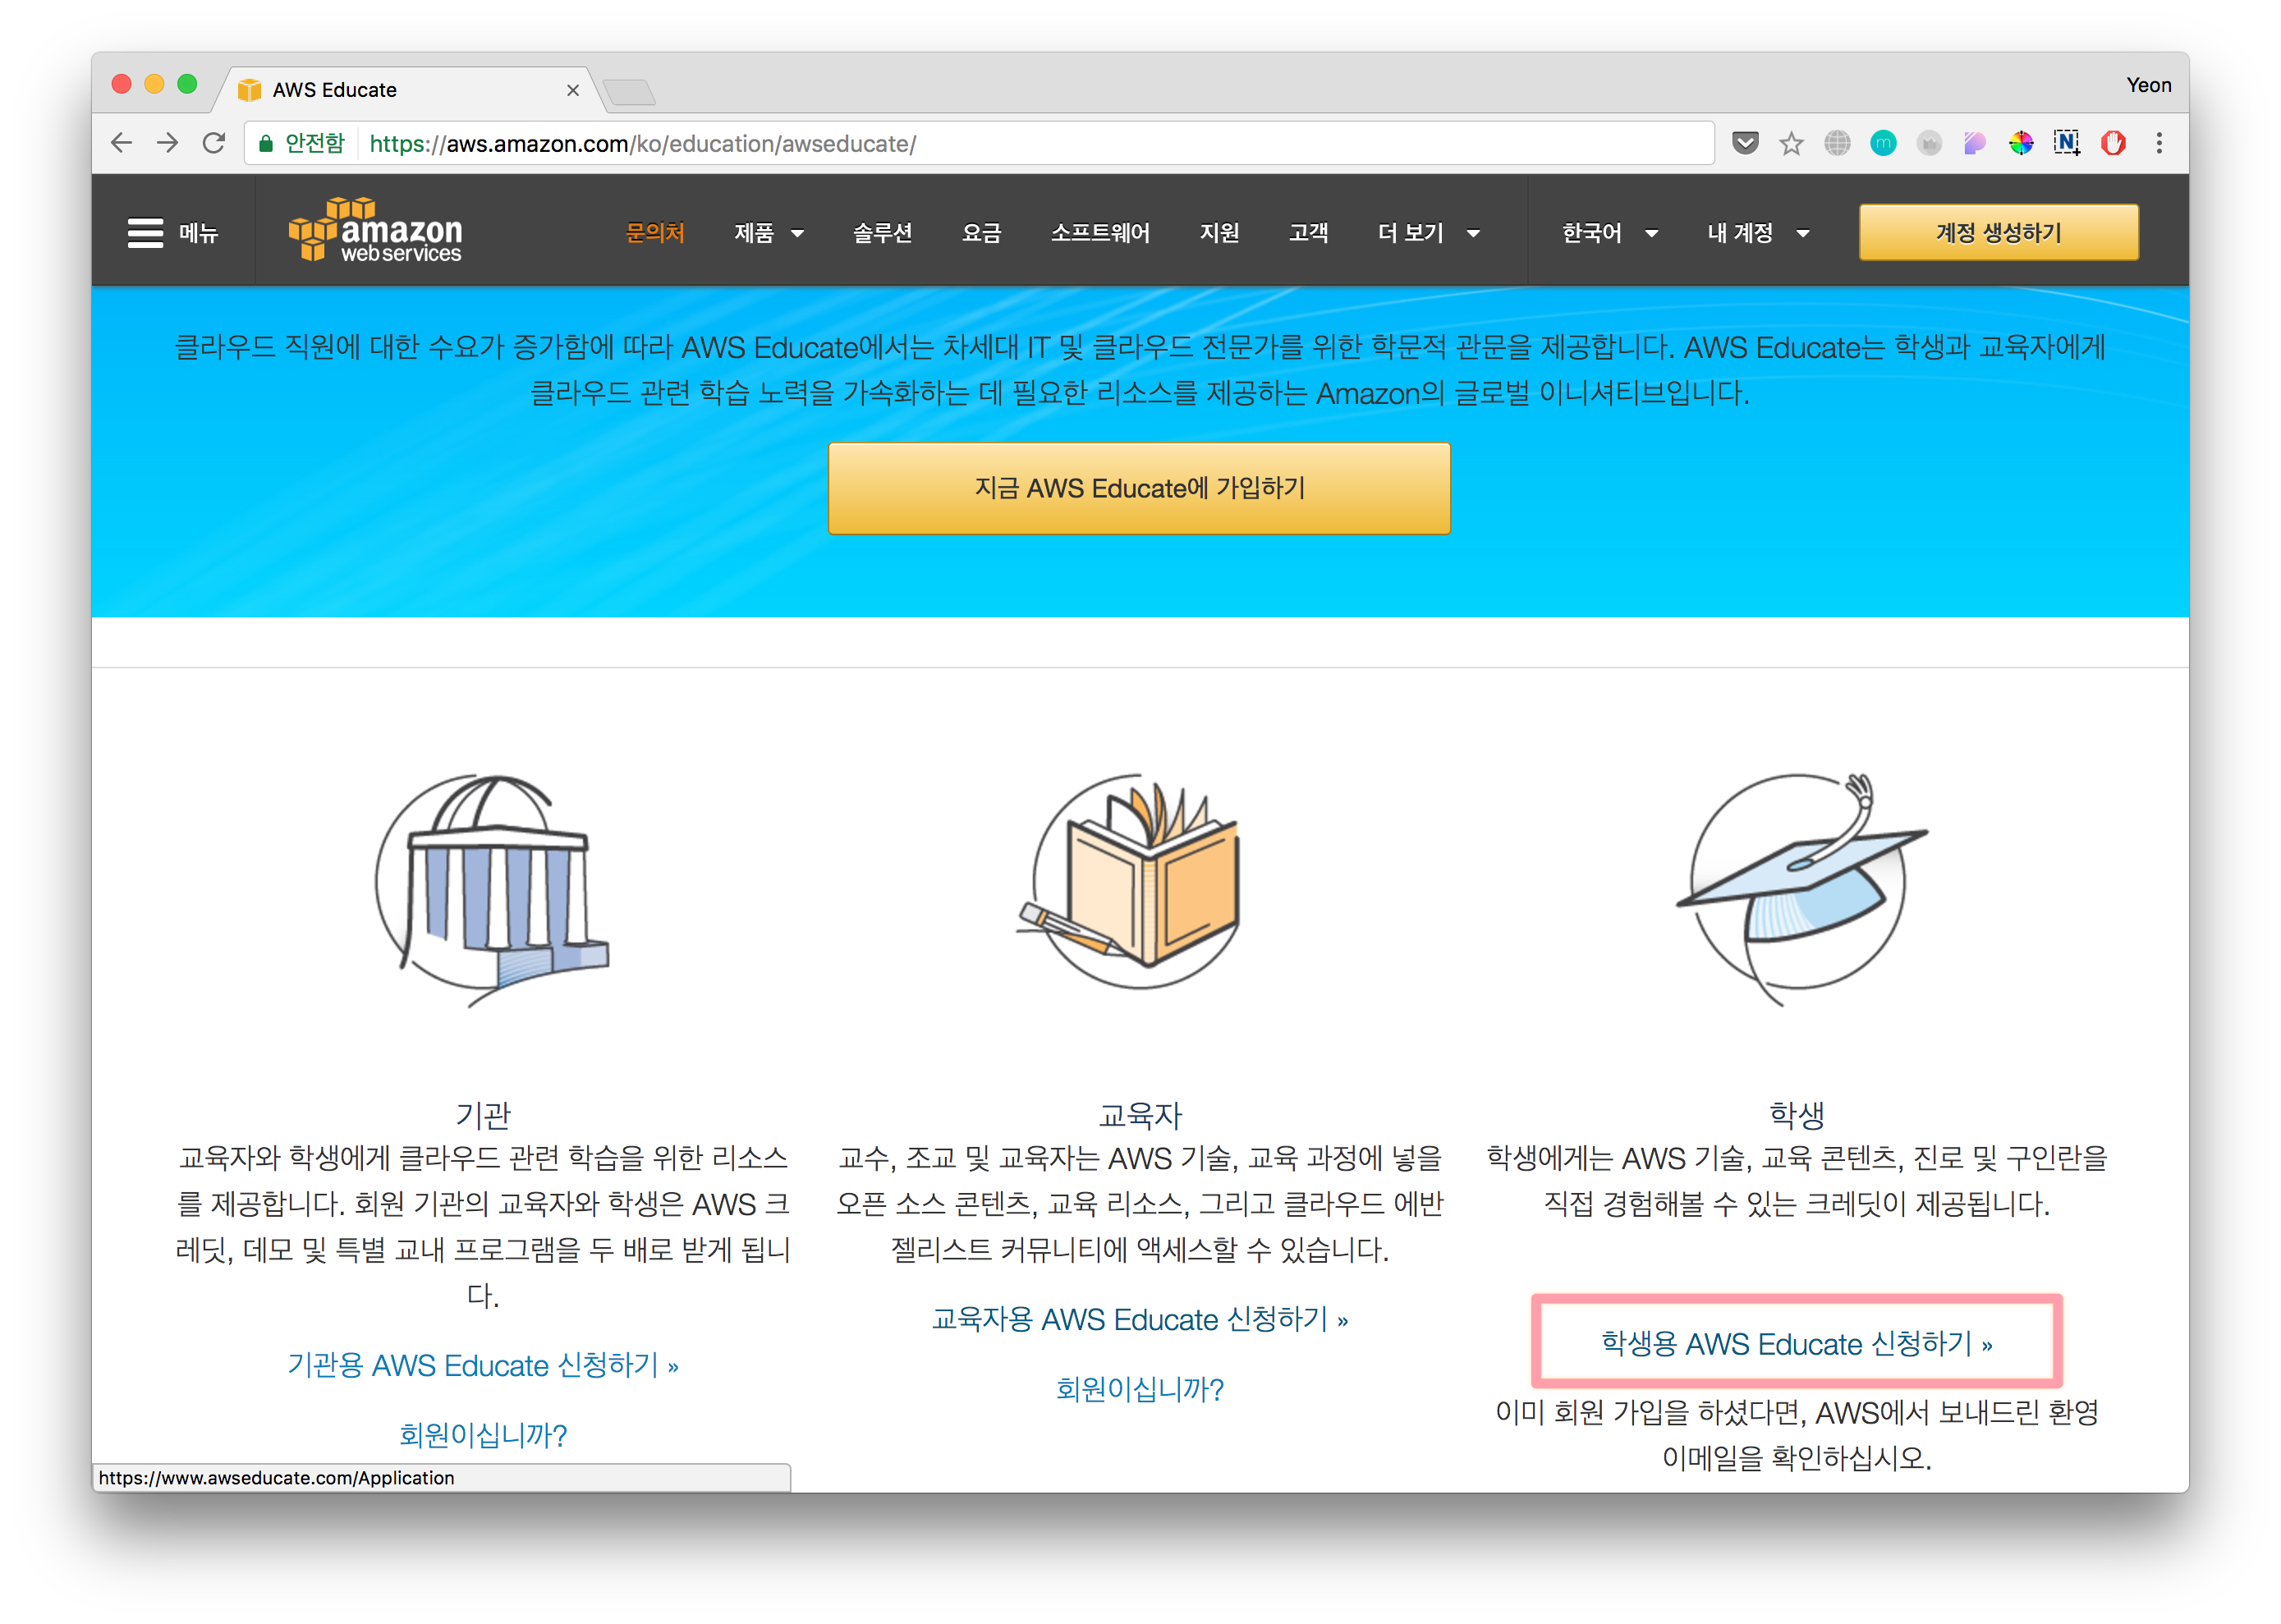 AWS Educate
Yeon
안전함 https://aws.amazon.com/ko/education/awseducate/
메뉴
amazon
web services
문의처 제품 솔루션 요금 소프트웨어 지원 고객 더 보기 한국어 내 계정 계정 생성하기
클라우드 직원에 대한 수요가 증가함에 따라 AWS Educate에서는 차세대 IT 및 클라우드 전문가를 위한 학문적 관문을 제공합니다. AWS Educate는 학생과 교육자에게
클라우드 관련 학습 노력을 가속화하는 데 필요한 리소스를 제공하는 Amazon의 글로벌 이니셔티브입니다.
지금 AWS Educate에 가입하기
기관
교육자와 학생에게 클라우드 관련 학습을 위한 리소스
를 제공합니다. 회원 기관의 교육자와 학생은 AWS 크
레딧, 데모 및 특별 교내 프로그램을 두 배로 받게 됩니
다.
기관용 AWS Educate 신청하기 »
회원이십니까?
교육자
교수, 조교 및 교육자는 AWS 기술, 교육 과정에 넣을
오픈 소스 콘텐츠, 교육 리소스, 그리고 클라우드 에반
젤리스트 커뮤니티에 액세스할 수 있습니다.
교육자용 AWS Educate 신청하기 »
회원이십니까?
학생
학생에게는 AWS 기술, 교육 콘텐츠, 진로 및 구인란을
직접 경험해볼 수 있는 크레딧이 제공됩니다.
학생용 AWS Educate 신청하기 »
이미 회원 가입을 하셨다면, AWS에서 보내드린 환영
이메일을 확인하십시오.
https://www.awseducate.com/Application